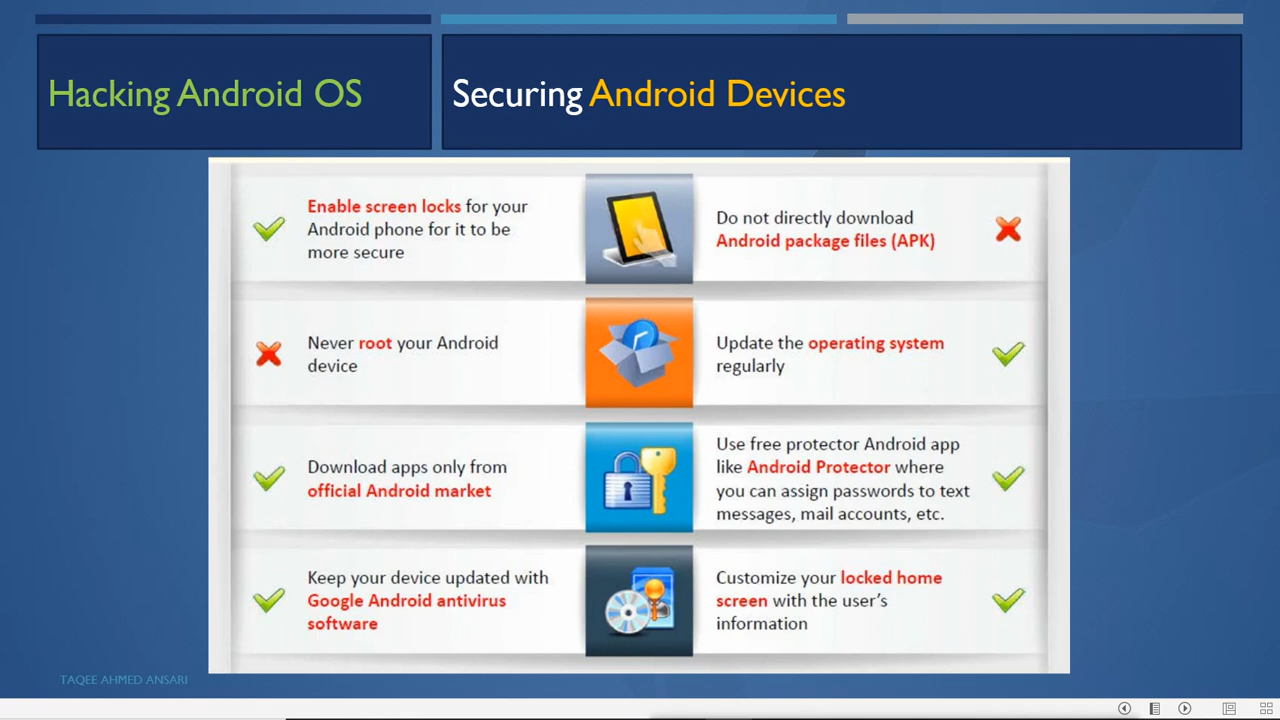 Hacking Android OS
Securing Android Devices
Enable screen locks for your
Android phone for it to be
more secure
Do not directly download
Android package files (APK)
Never root your Android
device
Update the operating system
regularly
Download apps only from
official Android market
Use free protector Android app
like Android Protector where
you can assign passwords to text
messages, mail accounts, etc.
Keep your device updated with
Google Android antivirus
software
Customize your locked home
screen with the user's
information
TAQEE AHMED ANSARI